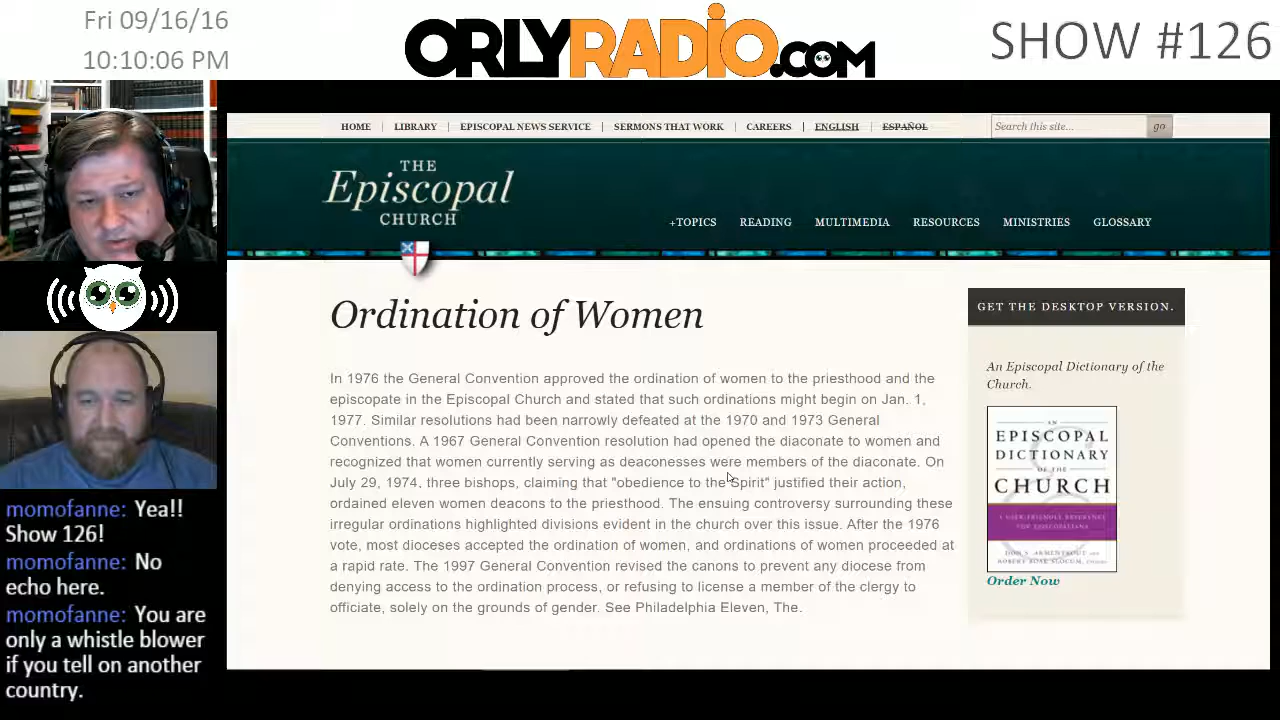 Fri 09/16/16
10:10:06 PM
ORLYRADiO.COM
SHOW #126
HOME | LIBRARY | EPISCOPAL NEWS SERVICE | SERMONS THAT WORK | CAREERS | ENGLISH | ESPAÑOL
Search this site...
go
THE
Episcopal
CHURCH
+TOPICS READING MULTIMEDIA RESOURCES MINISTRIES GLOSSARY
Ordination of Women
In 1976 the General Convention approved the ordination of women to the priesthood and the
episcopate in the Episcopal Church and stated that such ordinations might begin on Jan. 1,
1977. Similar resolutions had been narrowly defeated at the 1970 and 1973 General
Conventions. A 1967 General Convention resolution had opened the diaconate to women and
recognized that women currently serving as deaconesses were members of the diaconate. On
July 29, 1974, three bishops, claiming that "obedience to the Spirit" justified their action,
ordained eleven women deacons to the priesthood. The ensuing controversy surrounding these
irregular ordinations highlighted divisions evident in the church over this issue. After the 1976
vote, most dioceses accepted the ordination of women, and ordinations of women proceeded at
a rapid rate. The 1997 General Convention revised the canons to prevent any diocese from
denying access to the ordination process, or refusing to license a member of the clergy to
officiate, solely on the grounds of gender. See Philadelphia Eleven, The.
GET THE DESKTOP VERSION.
An Episcopal Dictionary of the
Church.
AN
EPISCOPAL
DICTIONARY
OF THE
CHURCH
A USER-FRIENDLY REFERENCE
FOR EPISCOPALIANS
DON S. ARMENTROUT AND
ROBERT BOAK SLOCUM,
Order Now
momofanne: Yea!!
Show 126!
momofanne: No
echo here.
momofanne: You are
only a whistle blower
if you tell on another
country.